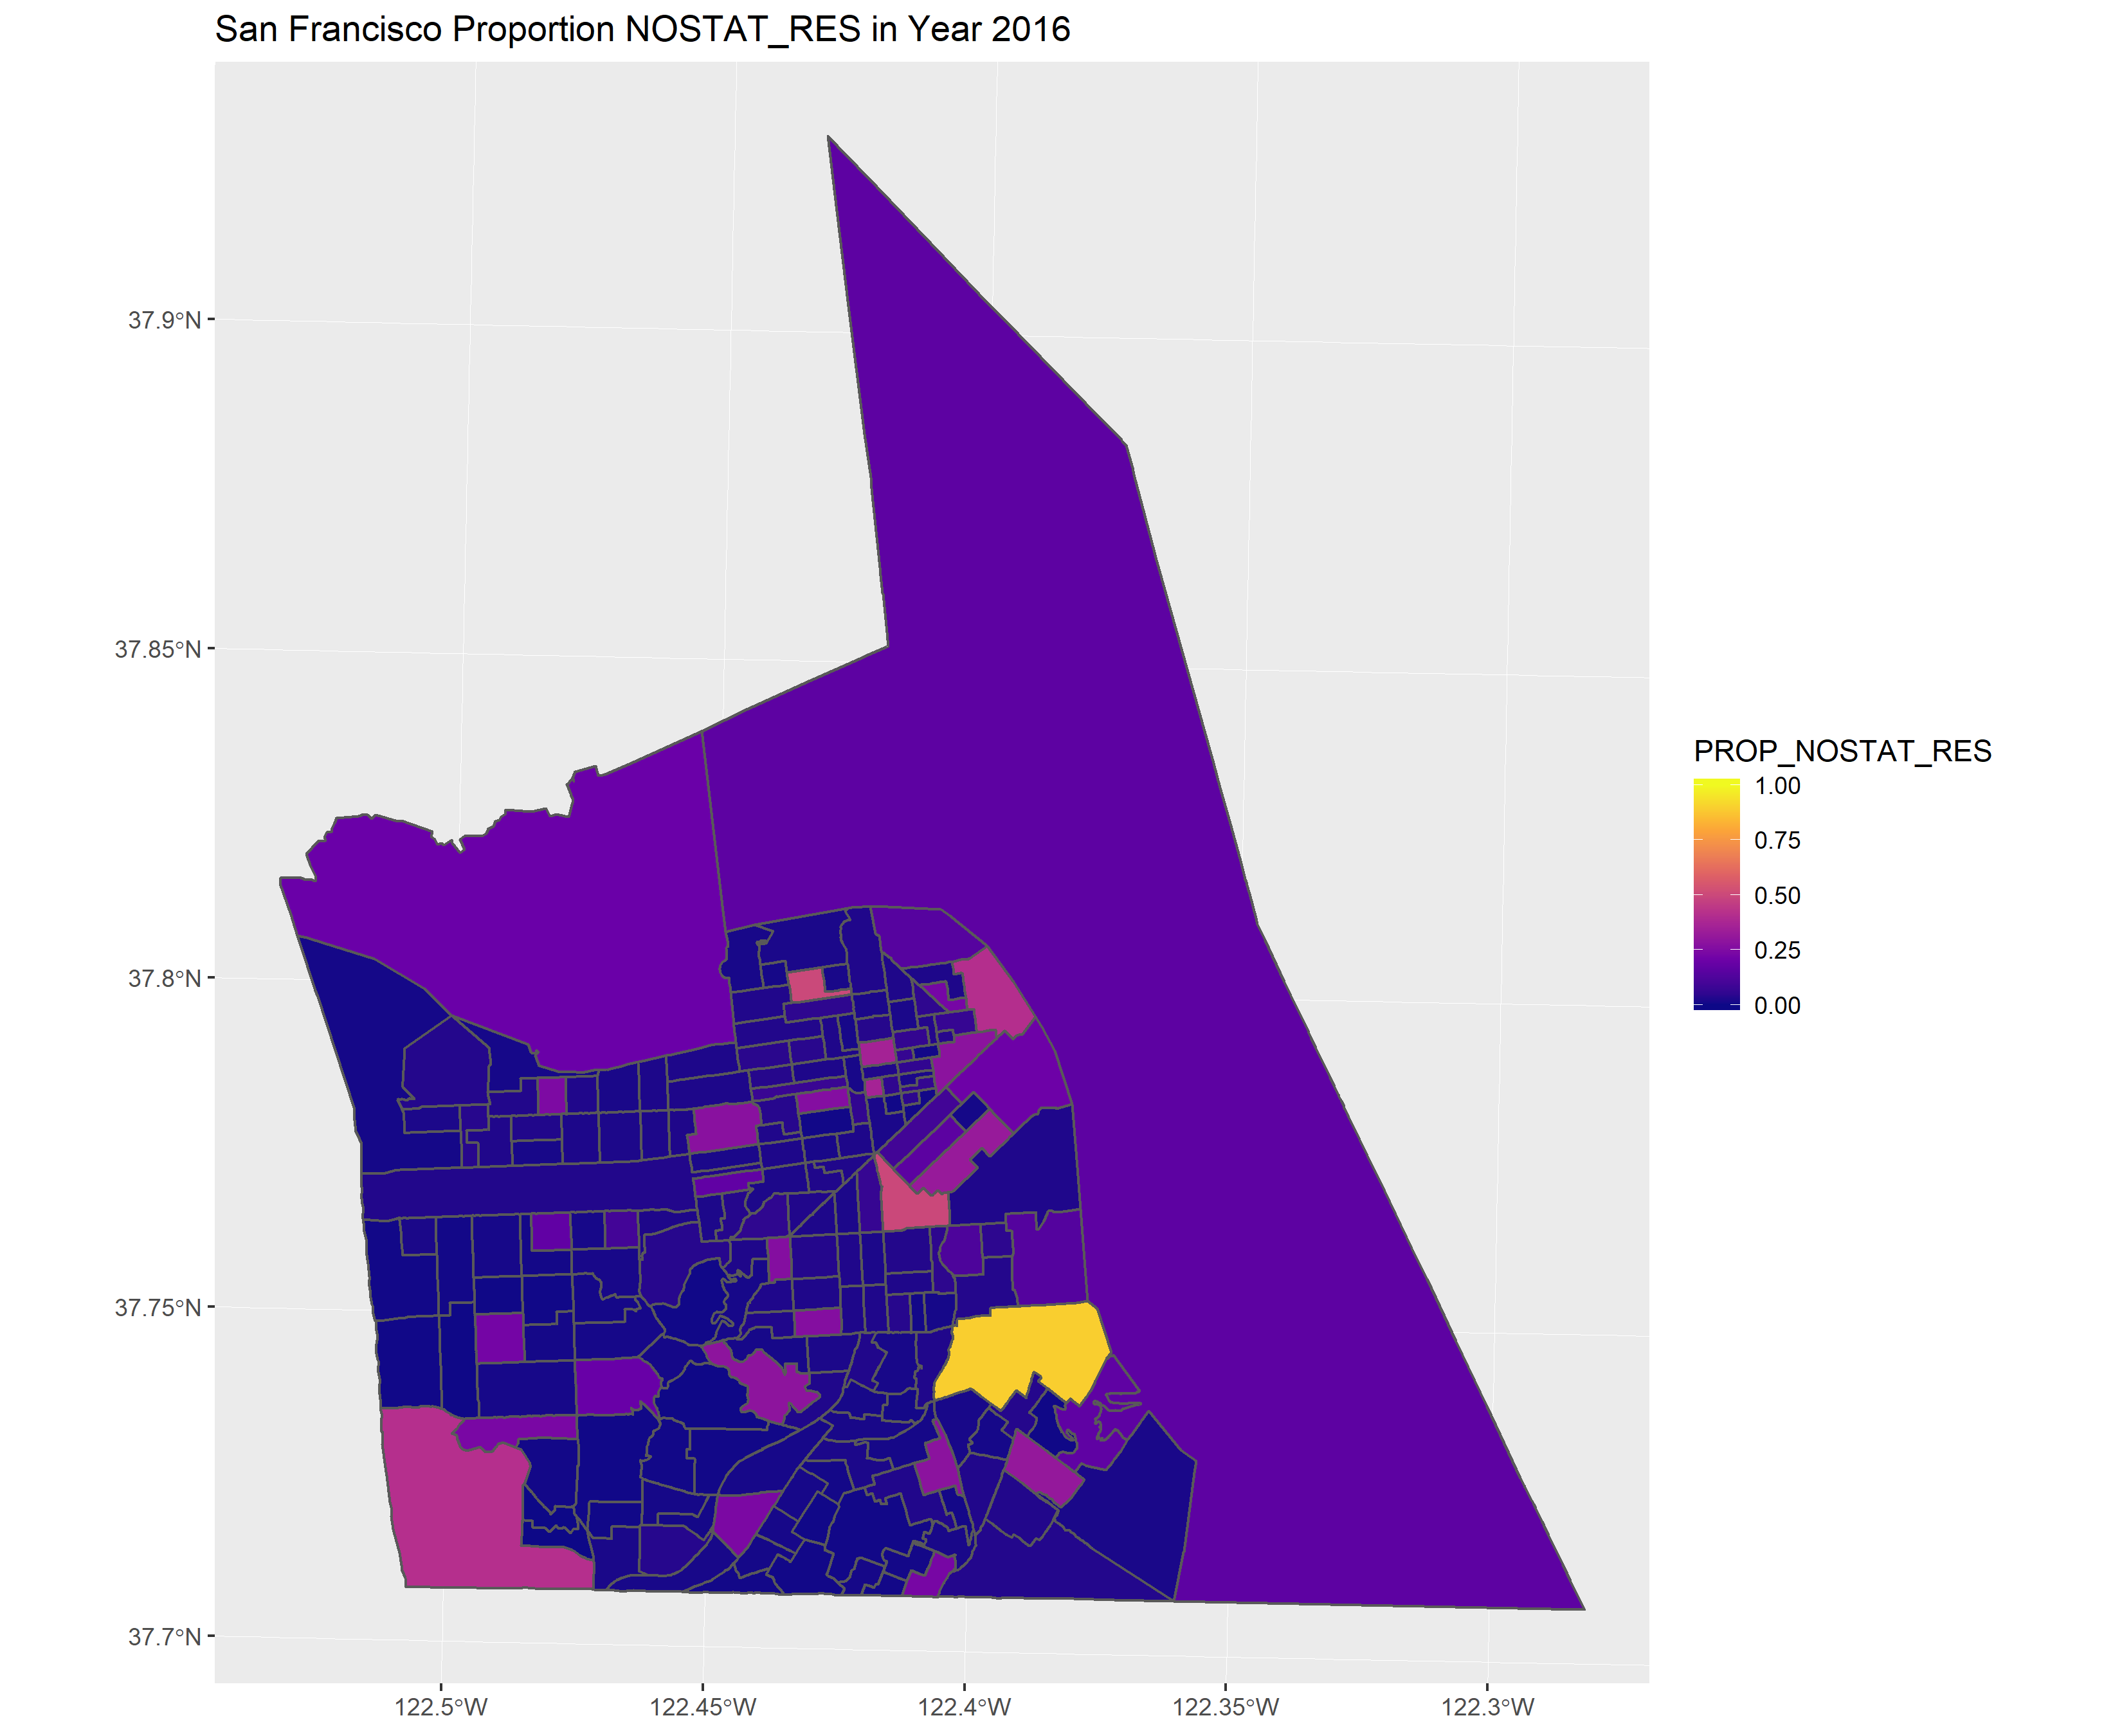 San Francisco Proportion NOSTAT_RES in Year 2016
37.9°N
37.85°N
37.8°N
37.75°N
37.7°N
122.5°W
122.45°W
122.4°W
122.35°W
122.3°W
PROP_NOSTAT_RES
1.00
0.75
0.50
0.25
0.00